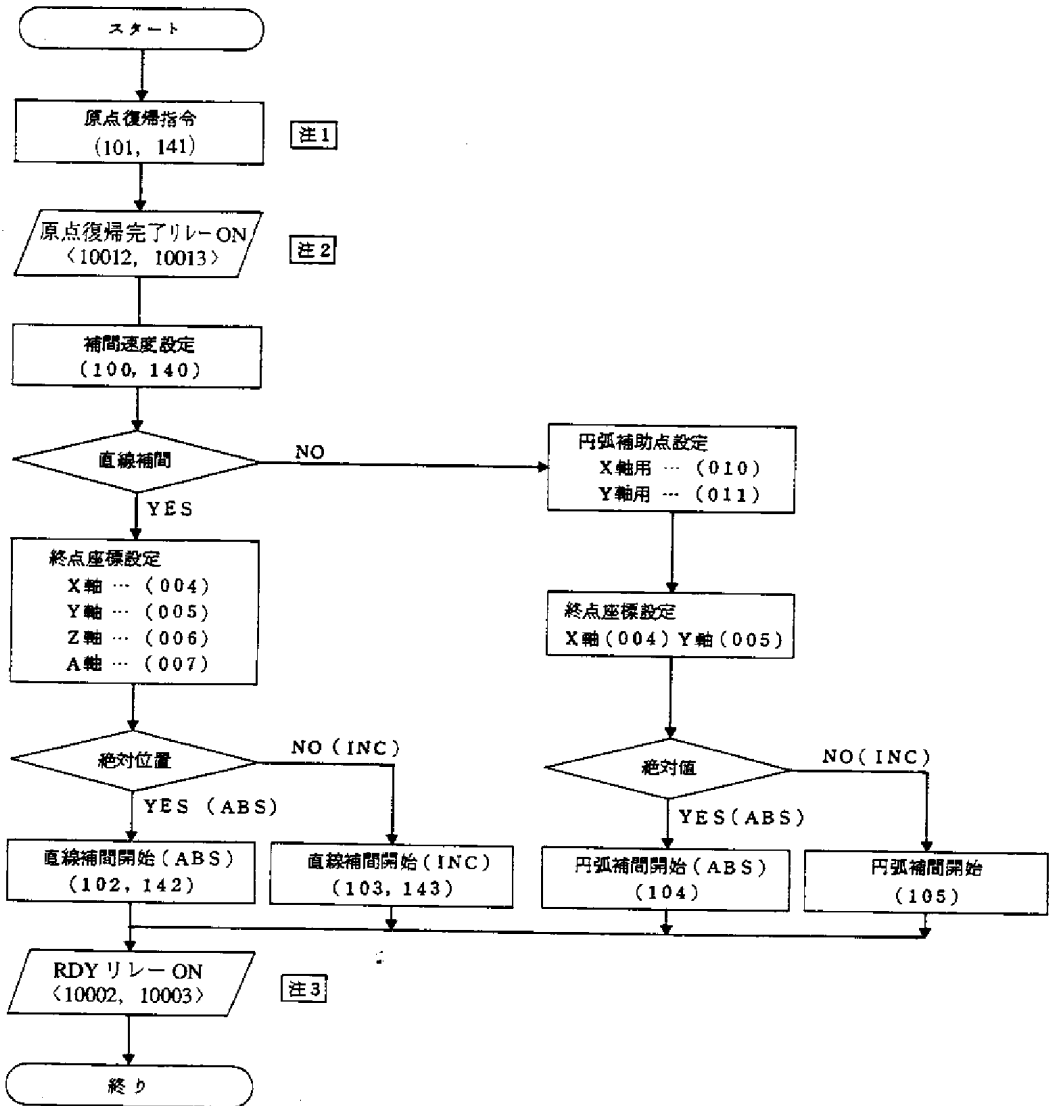 スタート
原点復帰指令
(101, 141)
注1
原点復帰完了リレーON
〈10012, 10013〉
注2
補間速度設定
(100, 140)
直線補間
NO
YES
円弧補助点設定
X軸用 … (010)
Y軸用 … (011)
終点座標設定
X軸 … (004)
Y軸 … (005)
Z軸 … (006)
A軸 … (007)
終点座標設定
X軸(004) Y軸(005)
絶対位置
NO (INC)
YES (ABS)
絶対値
NO(INC)
YES(ABS)
直線補間開始(ABS)
(102, 142)
直線補間開始(INC)
(103, 143)
円弧補間開始(ABS)
(104)
円弧補間開始
(105)
RDY リレー ON
〈10002, 10003〉
注3
終り